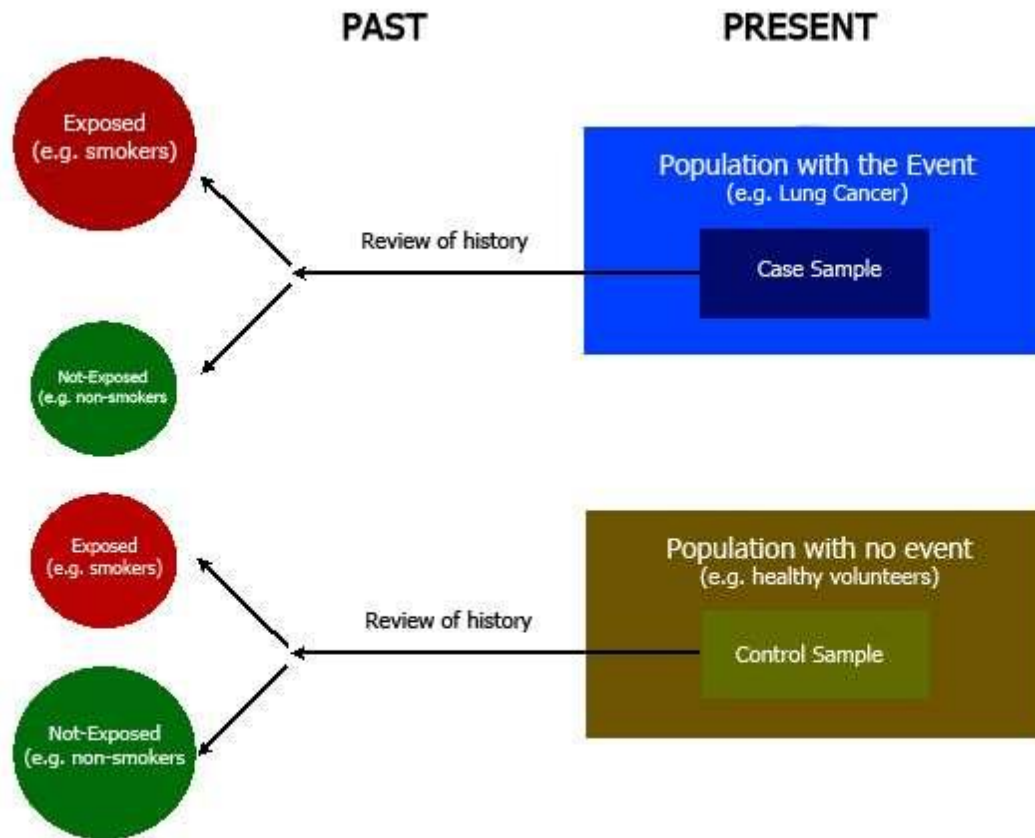 PAST
PRESENT
Exposed
(e.g. smokers)
Population with the Event
(e.g. Lung Cancer)
Review of history
Case Sample
Not-Exposed
(e.g. non-smokers
Exposed
(e.g. smokers)
Population with no event
(e.g. healthy volunteers)
Review of history
Control Sample
Not-Exposed
(e.g. non-smokers